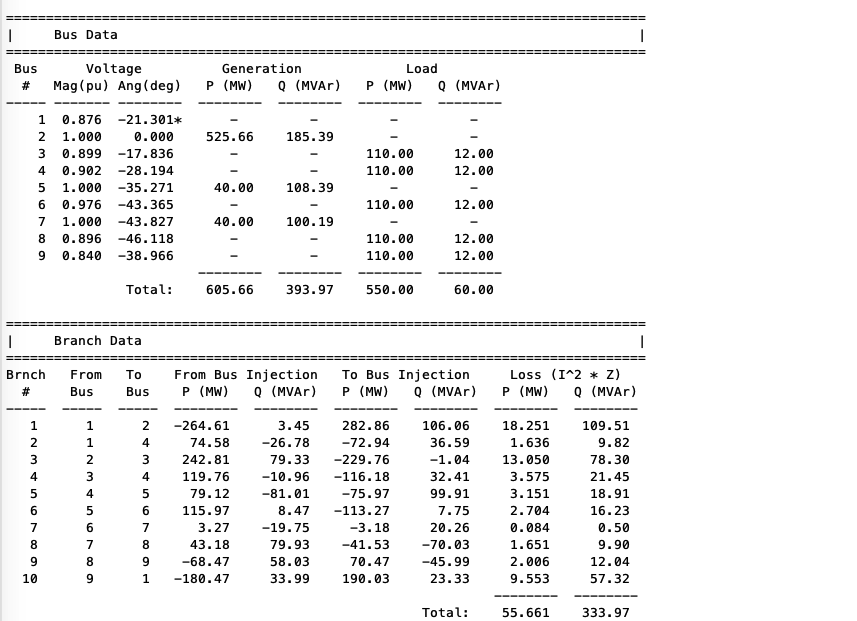 ================================================================================
|     Bus Data                                                                 |
================================================================================
 Bus      Voltage          Generation             Load
  #   Mag(pu) Ang(deg)   P (MW)   Q (MVAr)   P (MW)   Q (MVAr)
----- ------- --------  --------  --------  --------  --------
    1  0.876  -21.301*      -         -         -         -
    2  1.000    0.000    525.66    185.39       -         -
    3  0.899  -17.836       -         -      110.00     12.00
    4  0.902  -28.194       -         -      110.00     12.00
    5  1.000  -35.271     40.00    108.39       -         -
    6  0.976  -43.365       -         -      110.00     12.00
    7  1.000  -43.827     40.00    100.19       -         -
    8  0.896  -46.118       -         -      110.00     12.00
    9  0.840  -38.966       -         -      110.00     12.00
                        --------  --------  --------  --------
               Total:    605.66    393.97    550.00     60.00
================================================================================
|     Branch Data                                                              |
================================================================================
Brnch   From   To    From Bus Injection   To Bus Injection     Loss (I^2 * Z)
  #     Bus    Bus    P (MW)   Q (MVAr)   P (MW)   Q (MVAr)   P (MW)   Q (MVAr)
-----  -----  -----  --------  --------  --------  --------  --------  --------
   1      1      2   -264.61      3.45    282.86    106.06    18.251    109.51
   2      1      4     74.58    -26.78    -72.94     36.59     1.636      9.82
   3      2      3    242.81     79.33   -229.76     -1.04    13.050     78.30
   4      3      4    119.76    -10.96   -116.18     32.41     3.575     21.45
   5      4      5     79.12    -81.01    -75.97     99.91     3.151     18.91
   6      5      6    115.97      8.47   -113.27      7.75     2.704     16.23
   7      6      7      3.27    -19.75     -3.18     20.26     0.084      0.50
   8      7      8     43.18     79.93    -41.53    -70.03     1.651      9.90
   9      8      9    -68.47     58.03     70.47    -45.99     2.006     12.04
  10      9      1   -180.47     33.99    190.03     23.33     9.553     57.32
                                                             --------  --------
                                                    Total:    55.661    333.97